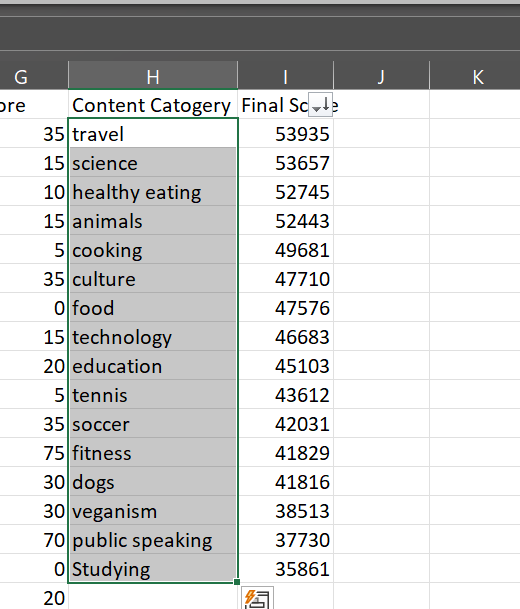 G H I J K
ore Content Catogery Final Sc e
35 travel 53935
15 science 53657
10 healthy eating 52745
15 animals 52443
5 cooking 49681
35 culture 47710
0 food 47576
15 technology 46683
20 education 45103
5 tennis 43612
35 soccer 42031
75 fitness 41829
30 dogs 41816
30 veganism 38513
70 public speaking 37730
0 Studying 35861
20